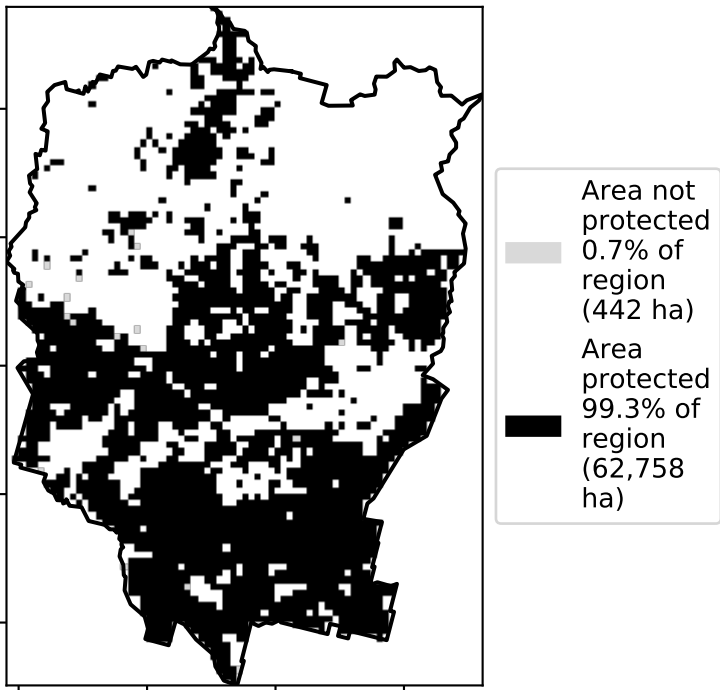 Area not
protected
0.7% of
region
(442 ha)
Area
protected
99.3% of
region
(62,758
ha)